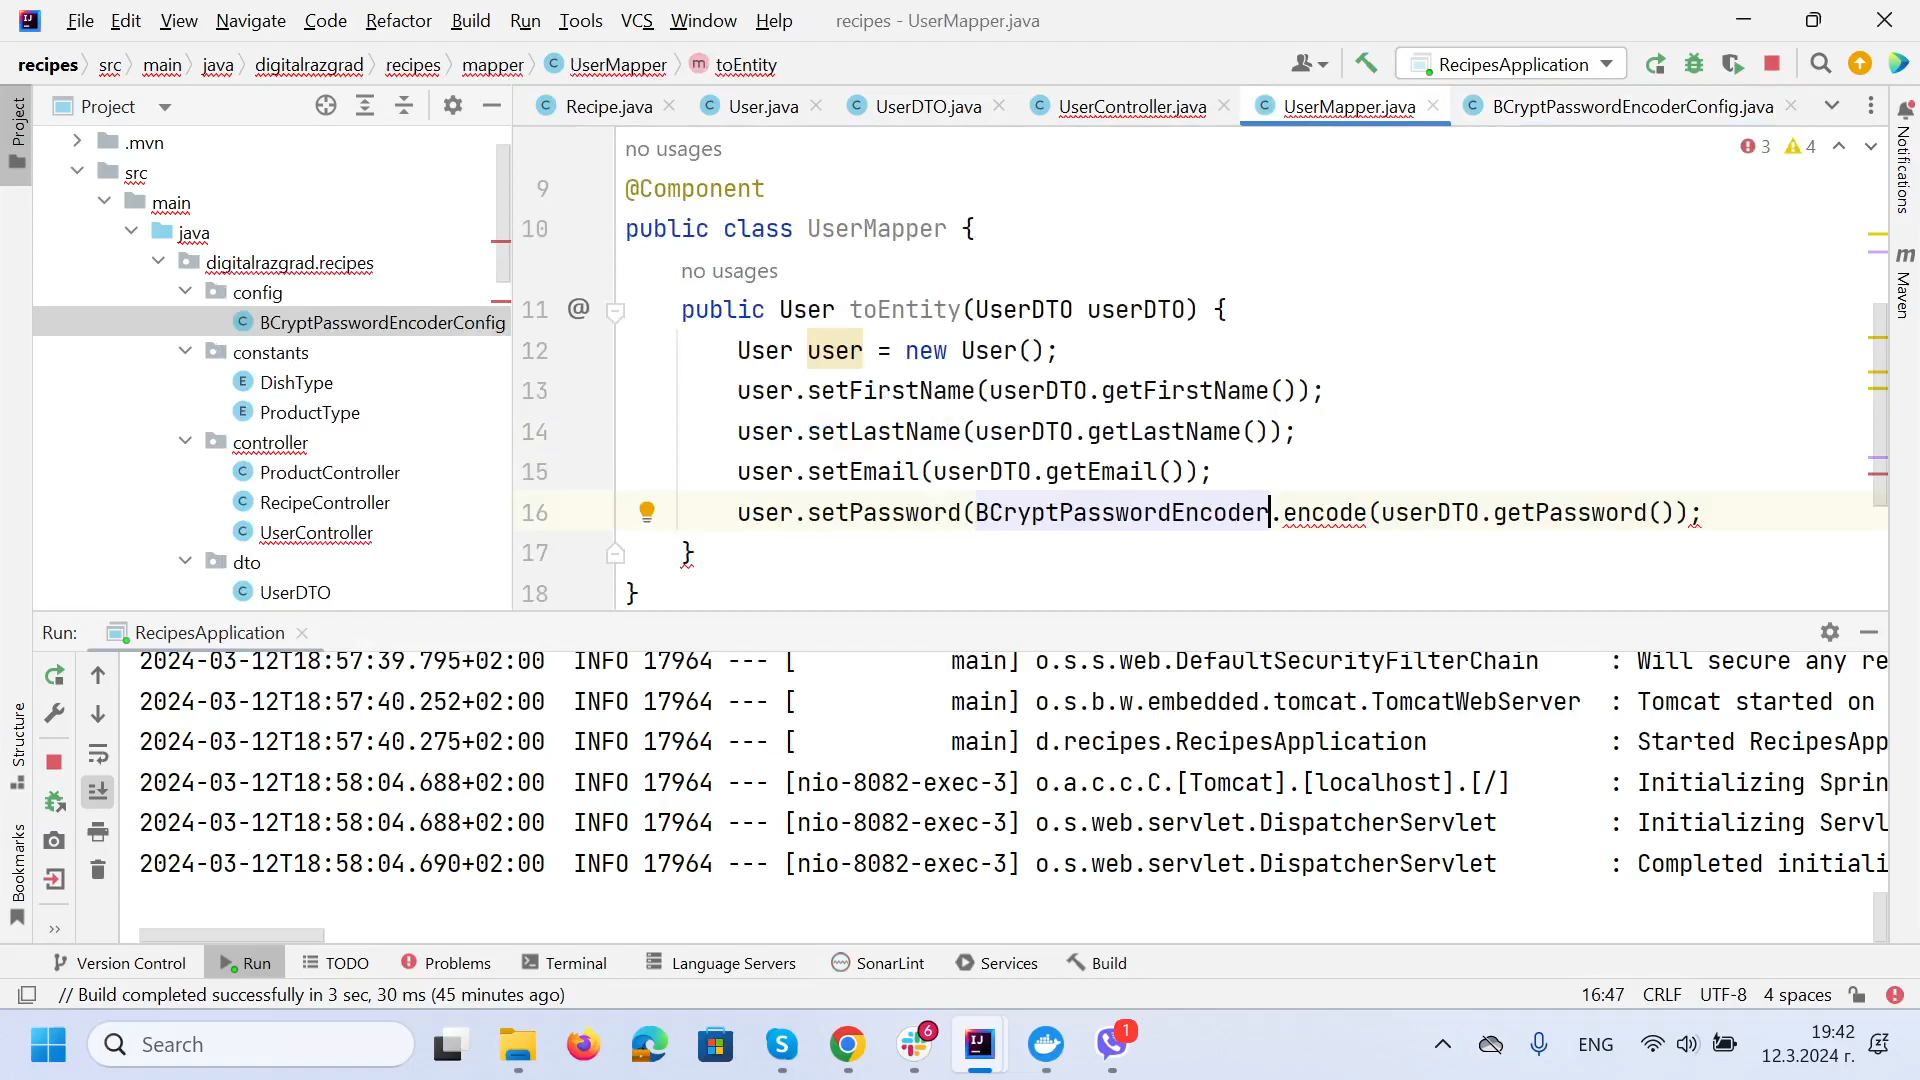 File Edit View Navigate Code Refactor Build Run Tools VCS Window Help recipes - UserMapper.java
recipes src main java digitalrazgrad recipes mapper UserMapper toEntity RecipesApplication
Project
Recipe.java User.java UserDTO.java UserController.java UserMapper.java BCryptPasswordEncoderConfig.java
Project
Structure
Bookmarks
Notifications
Maven
.mvn
src
main
java
digitalrazgrad.recipes
config
BCryptPasswordEncoderConfig
constants
DishType
ProductType
controller
ProductController
RecipeController
UserController
dto
UserDTO
3 4
no usages
9 @Component
10 public class UserMapper {
no usages
11 @ public User toEntity(UserDTO userDTO) {
12 User user = new User();
13 user.setFirstName(userDTO.getFirstName());
14 user.setLastName(userDTO.getLastName());
15 user.setEmail(userDTO.getEmail());
16 user.setPassword(BCryptPasswordEncoder.encode(userDTO.getPassword());
17 }
18 }
Run: RecipesApplication
2024-03-12T18:57:39.795+02:00 INFO 17964 --- [ main] o.s.s.web.DefaultSecurityFilterChain : Will secure any re
2024-03-12T18:57:40.252+02:00 INFO 17964 --- [ main] o.s.b.w.embedded.tomcat.TomcatWebServer : Tomcat started on
2024-03-12T18:57:40.275+02:00 INFO 17964 --- [ main] d.recipes.RecipesApplication : Started RecipesApp
2024-03-12T18:58:04.688+02:00 INFO 17964 --- [nio-8082-exec-3] o.a.c.c.C.[Tomcat].[localhost].[/] : Initializing Sprin
2024-03-12T18:58:04.688+02:00 INFO 17964 --- [nio-8082-exec-3] o.s.web.servlet.DispatcherServlet : Initializing Servl
2024-03-12T18:58:04.690+02:00 INFO 17964 --- [nio-8082-exec-3] o.s.web.servlet.DispatcherServlet : Completed initiali
Version Control Run TODO Problems Terminal Language Servers SonarLint Services Build
// Build completed successfully in 3 sec, 30 ms (45 minutes ago) 16:47 CRLF UTF-8 4 spaces
Search
6
1
ENG
19:42
12.3.2024 г.